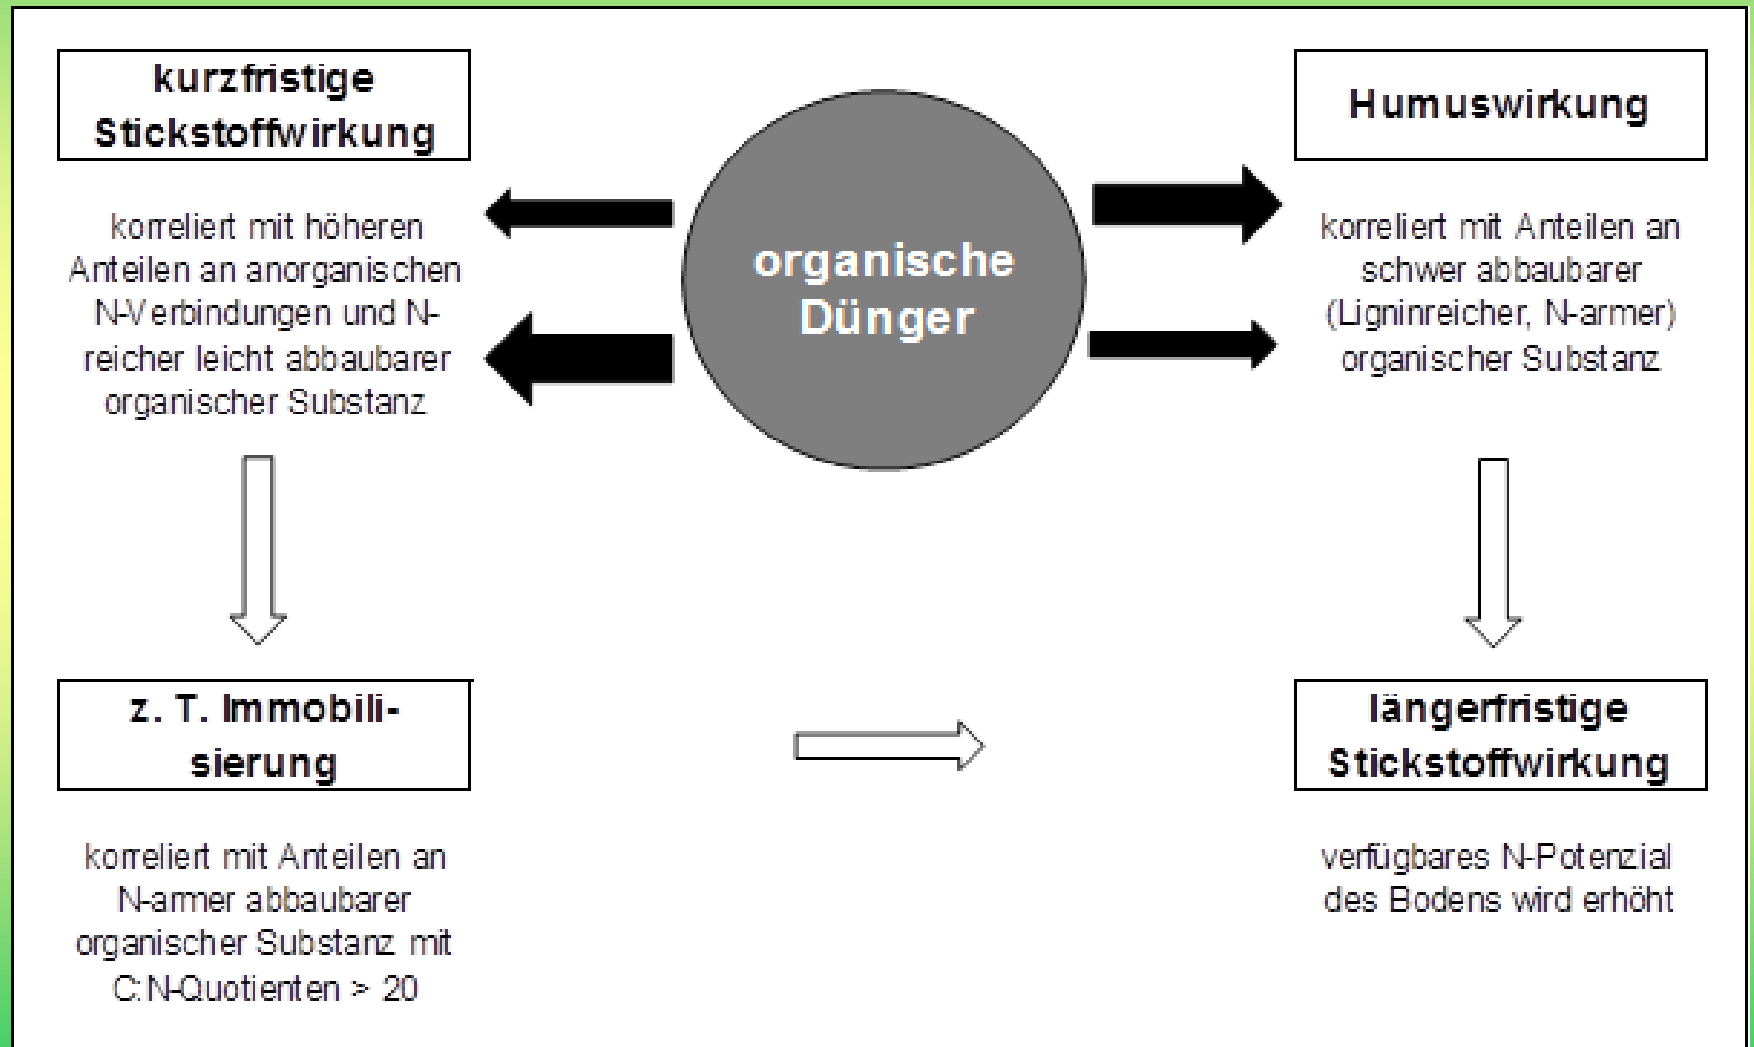 kurzfristige
Stickstoffwirkung
korreliert mit höheren
Anteilen an anorganischen
N-Verbindungen und N-
reicher leicht abbaubarer
organischer Substanz
organische
Dünger
Humuswirkung
korreliert mit Anteilen an
schwer abbaubarer
(Ligninreicher, N-armer)
organischer Substanz
z. T. Immobili-
sierung
korreliert mit Anteilen an
N-armer abbaubarer
organischer Substanz mit
C:N-Quotienten > 20
längerfristige
Stickstoffwirkung
verfügbares N-Potenzial
des Bodens wird erhöht